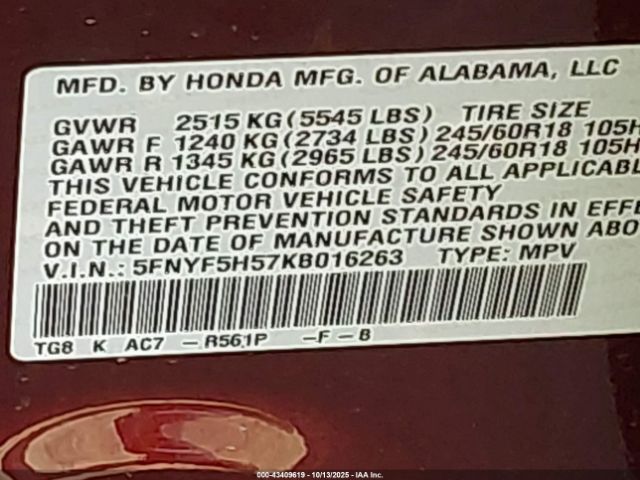 MFD. BY HONDA MFG. OF ALABAMA, LLC
GVWR 2515 KG (5545 LBS) TIRE SIZE
GAWR F 1240 KG (2734 LBS) 245/60R18 105H
GAWR R 1345 KG (2965 LBS) 245/60R18 105H
THIS VEHICLE CONFORMS TO ALL APPLICABL
FEDERAL MOTOR VEHICLE SAFETY
AND THEFT PREVENTION STANDARDS IN EFFE
ON THE DATE OF MANUFACTURE SHOWN ABO
V.I.N.: 5FNYF5H57KB016263 TYPE: MPV
TG8 K AC7 – R561P – F – B
000-43409619 - 10/13/2025 - IAA Inc.